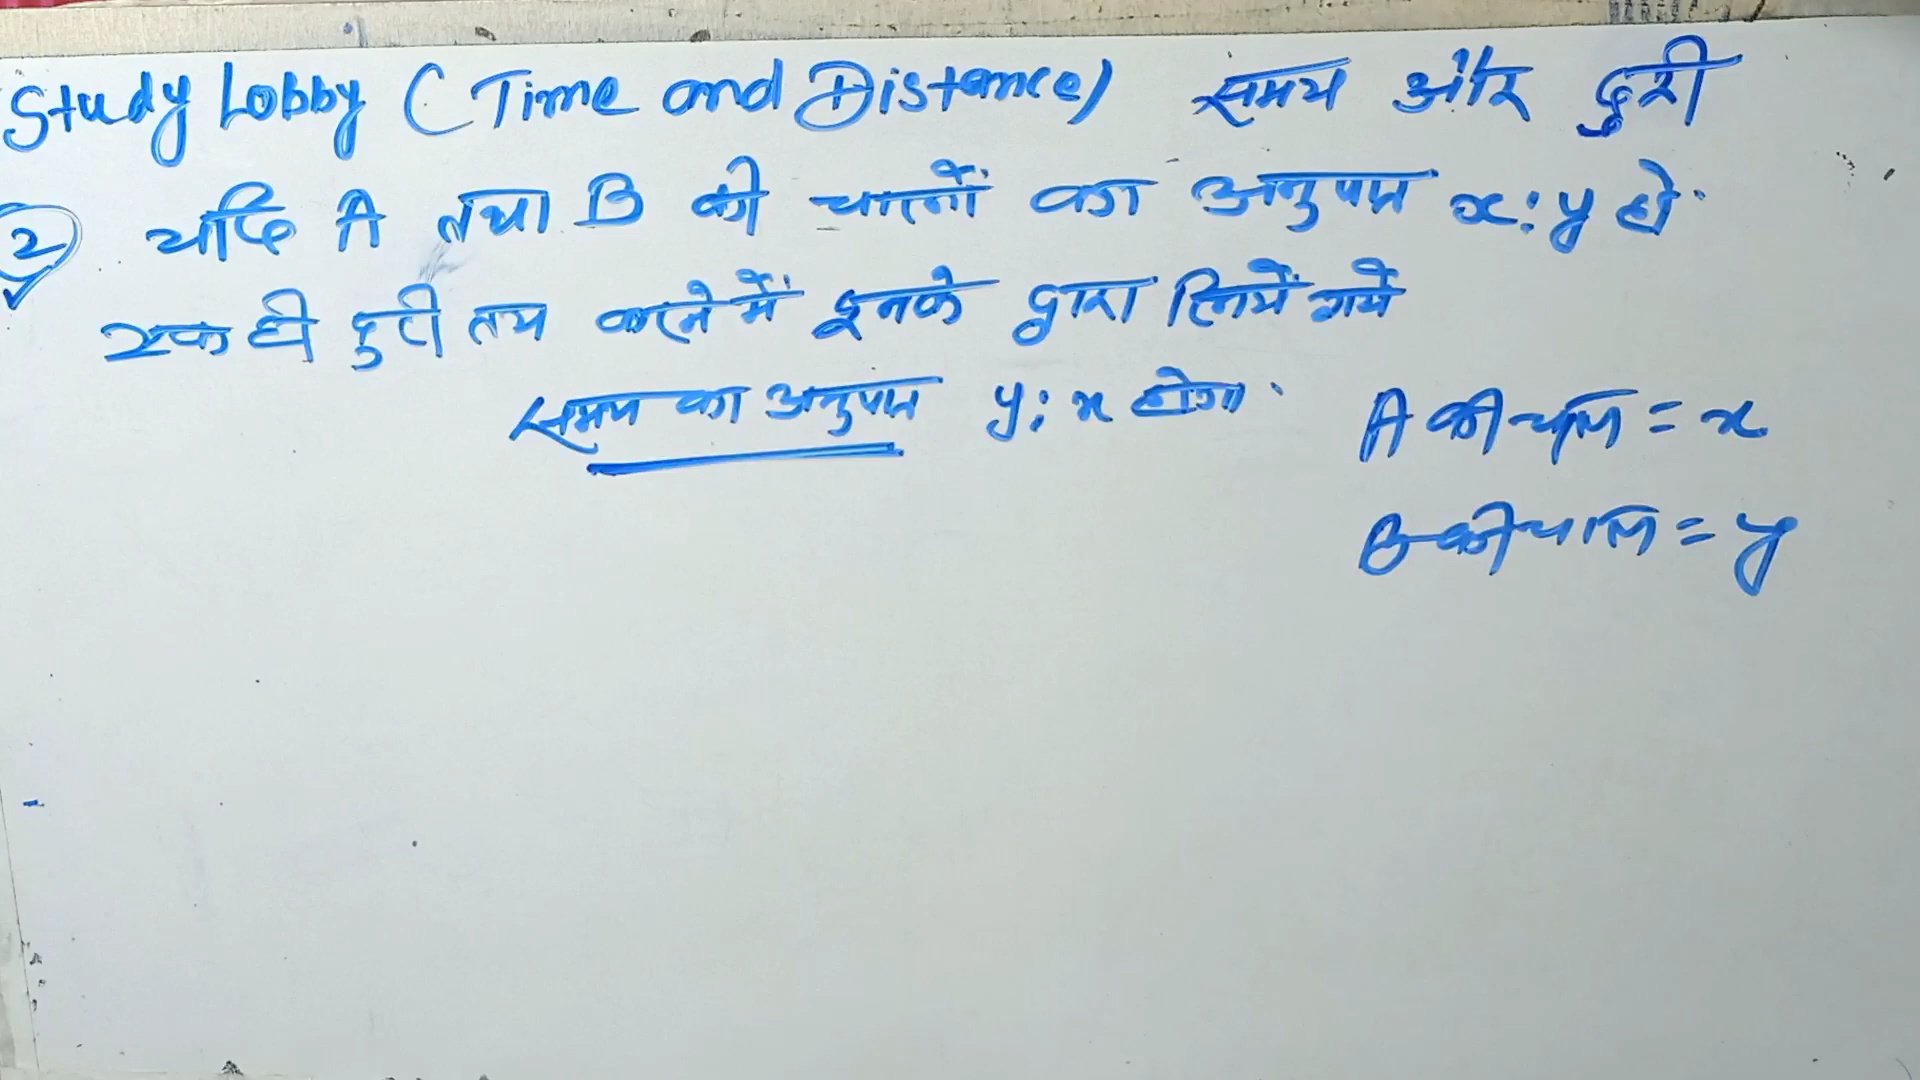 Study Lobby (Time and Distance) समय और दुरी
2 यदि A तथा B की चालों का अनुपात x:y हो
एक ही दुरी तय करने में इनके द्वारा लिये गये
समय का अनुपात y:x होगा
A की चाल = x
B की चाल = y